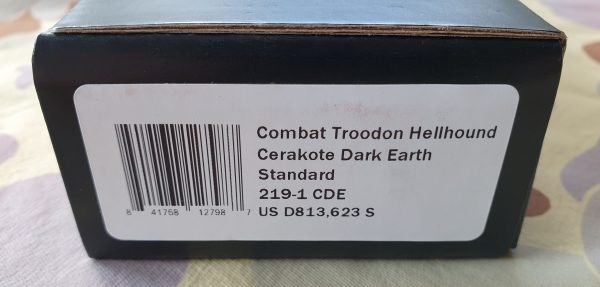 Combat Troodon Hellhound
Cerakote Dark Earth
Standard
219-1 CDE
US D813,623 S
8 41768 12798 7